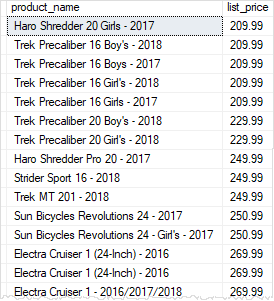 product_name list_price
Haro Shredder 20 Girls - 2017 209.99
Trek Precaliber 16 Boy's - 2018 209.99
Trek Precaliber 16 Boys - 2017 209.99
Trek Precaliber 16 Girl's - 2018 209.99
Trek Precaliber 16 Girls - 2017 209.99
Trek Precaliber 20 Boy's - 2018 229.99
Trek Precaliber 20 Girl's - 2018 229.99
Haro Shredder Pro 20 - 2017 249.99
Strider Sport 16 - 2018 249.99
Trek MT 201 - 2018 249.99
Sun Bicycles Revolutions 24 - 2017 250.99
Sun Bicycles Revolutions 24 - Girl's - 2017 250.99
Electra Cruiser 1 (24-Inch) - 2016 269.99
Electra Cruiser 1 (24-Inch) - 2016 269.99
Electra Cruiser 1 - 2016/2017/2018 269.99